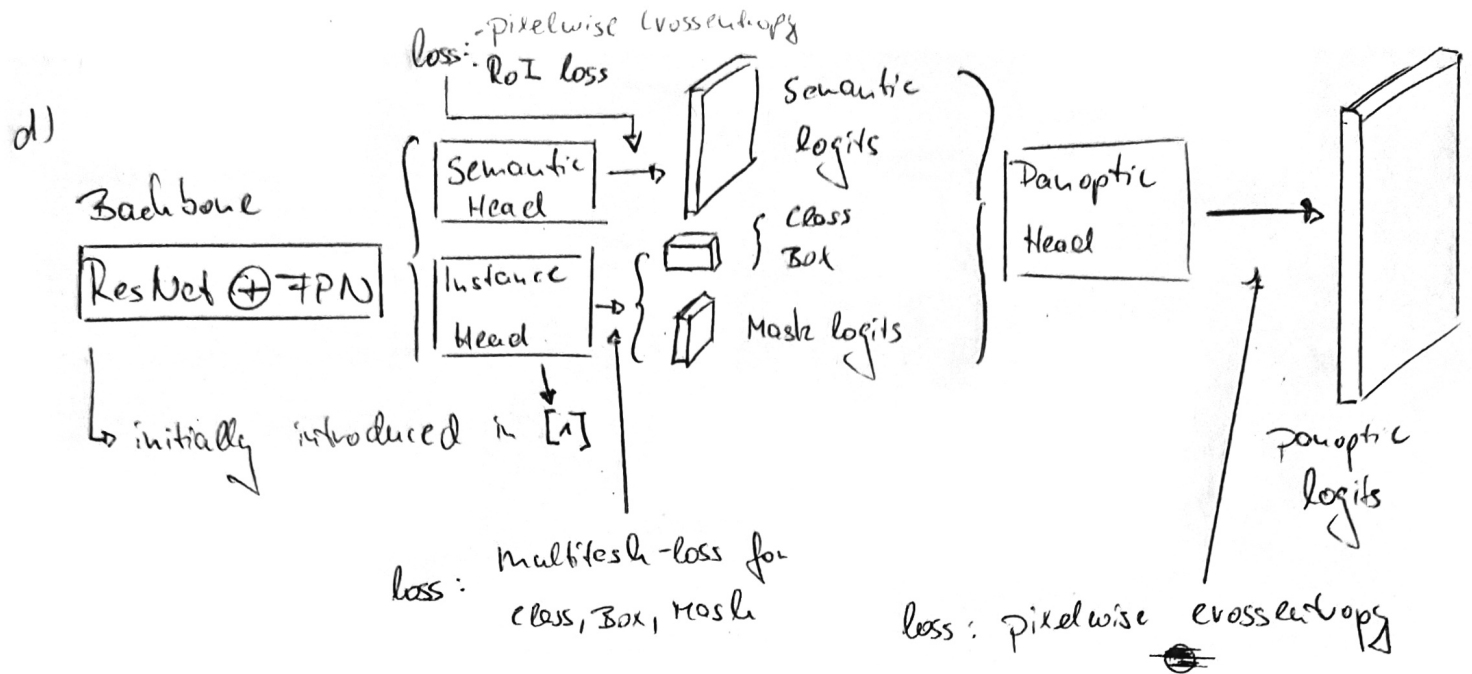 d)
loss: - pixelwise Crossentropy
- RoI loss
Backbone
ResNet ⊕ FPN
Semantic
Head
Semantic
logits
Instance
Head
Class
Box
Mask logits
Panoptic
Head
panoptic
logits
↳ initially introduced in [1]
loss: Multitask-loss for
Class, Box, Mask
loss: pixelwise crossentropy